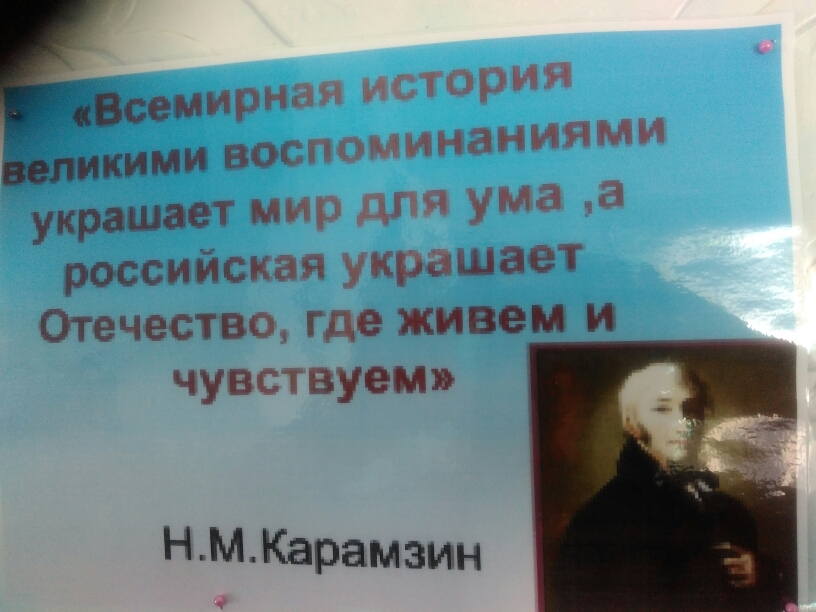 «Всемирная история
великими воспоминаниями
украшает мир для ума ,а
российская украшает
Отечество, где живем и
чувствуем»
Н.М.Карамзин